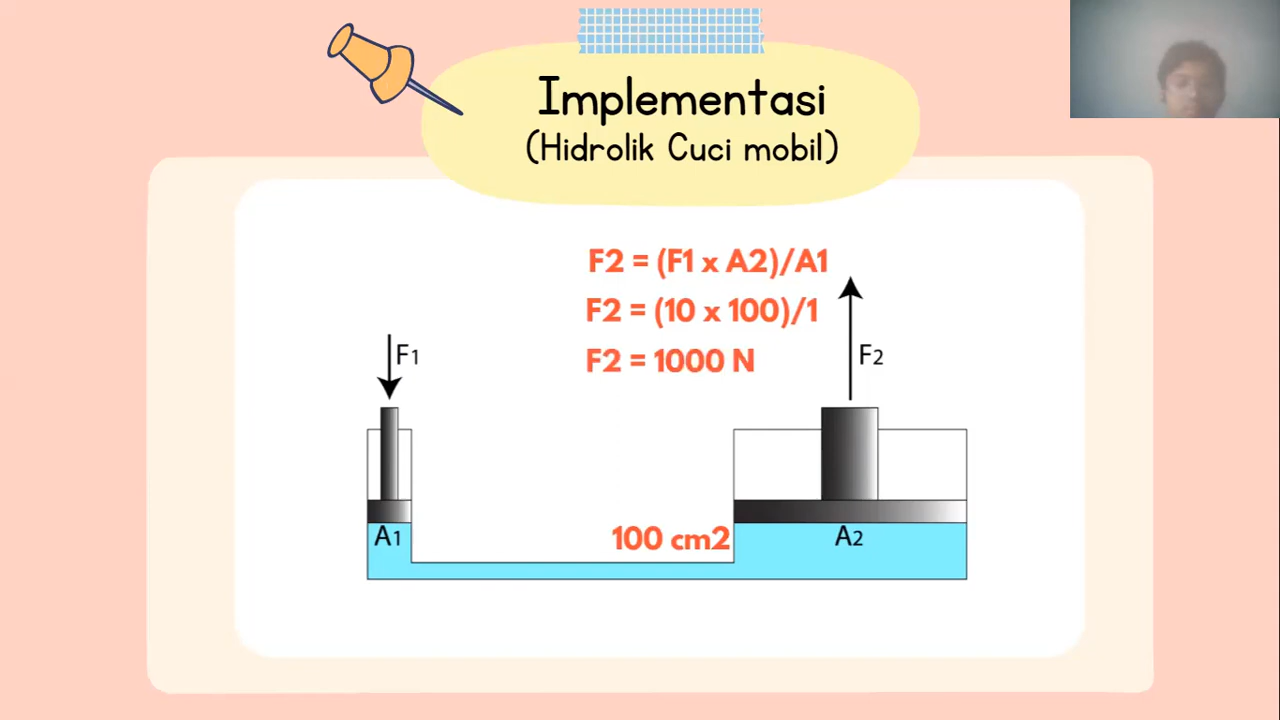 Implementasi
(Hidrolik Cuci mobil)
F2 = (F1 x A2)/A1
F2 = (10 x 100)/1
F2 = 1000 N
F1
F2
100 cm2
A1
A2